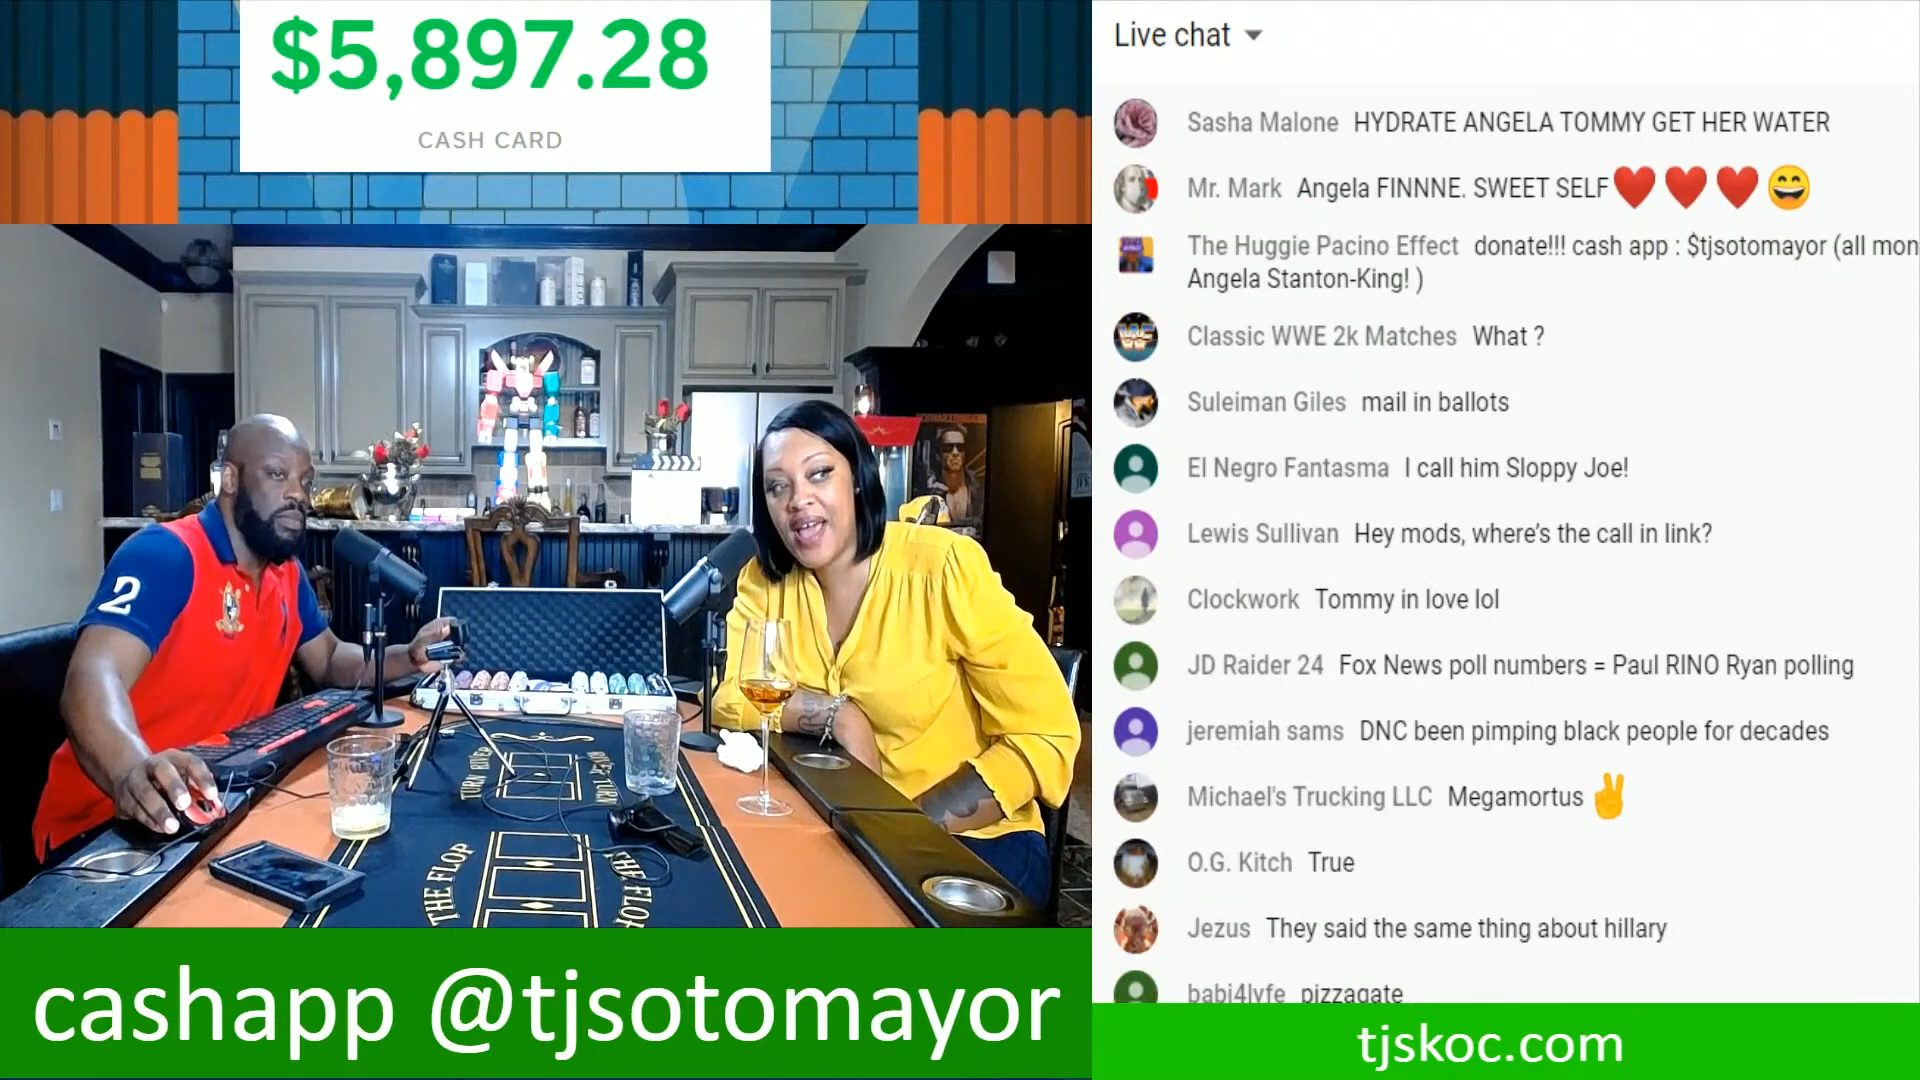 $5,897.28
CASH CARD
2
TURN RIVER
RIVER TURN
THE FLOP
THE FLOP
cashapp @tjsotomayor
Live chat
Sasha Malone HYDRATE ANGELA TOMMY GET HER WATER
Mr. Mark Angela FINNNE. SWEET SELF❤️❤️❤️😄
The Huggie Pacino Effect donate!!! cash app : $tjsotomayor (all mon
Angela Stanton-King! )
Classic WWE 2k Matches What ?
Suleiman Giles mail in ballots
El Negro Fantasma I call him Sloppy Joe!
Lewis Sullivan Hey mods, where's the call in link?
Clockwork Tommy in love lol
JD Raider 24 Fox News poll numbers = Paul RINO Ryan polling
jeremiah sams DNC been pimping black people for decades
Michael's Trucking LLC Megamortus ✌️
O.G. Kitch True
Jezus They said the same thing about hillary
babi4lyfe pizzagate
tjskoc.com